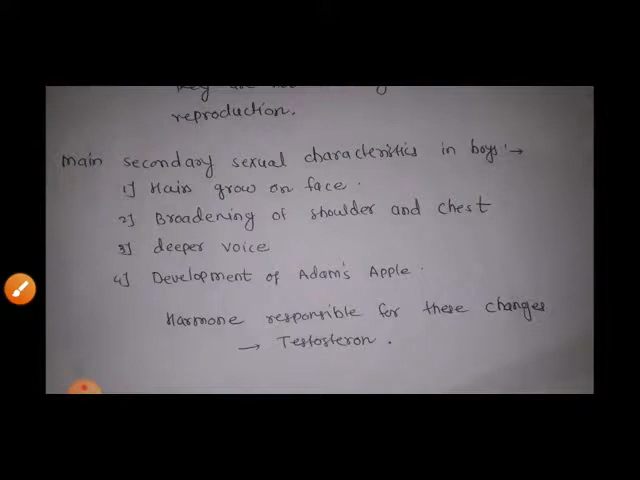 reproduction.
Main secondary sexual characteristics in boys:→
1] Hairs grow on face.
2] Broadening of shoulder and chest
3] deeper voice
4] Development of Adam's Apple.
Harmone responsible for these changes
→ Testosteron.